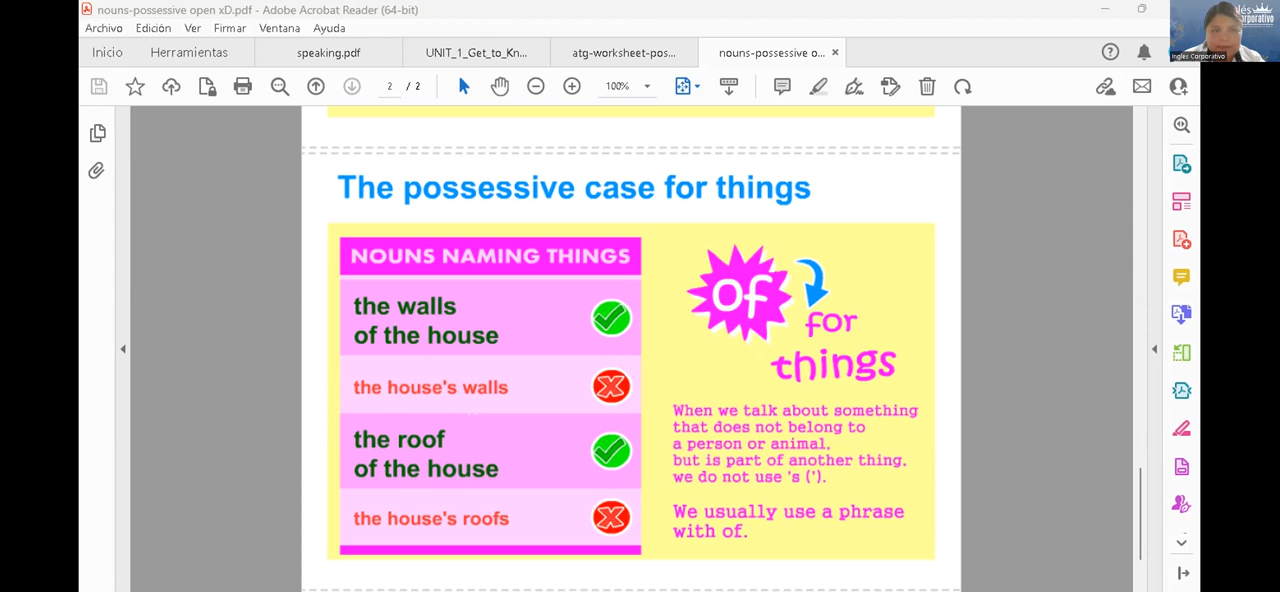 nouns-possessive open xD.pdf - Adobe Acrobat Reader (64-bit)
Archivo Edición Ver Firmar Ventana Ayuda
Inicio Herramientas speaking.pdf UNIT_1_Get_to_Kn... atg-worksheet-pos... nouns-possessive o... ×
2 / 2 100%
Inglés Corporativo
The possessive case for things
NOUNS NAMING THINGS
the walls
of the house
the house's walls
the roof
of the house
the house's roofs
of
for
things
When we talk about something
that does not belong to
a person or animal,
but is part of another thing,
we do not use 's (').
We usually use a phrase
with of.